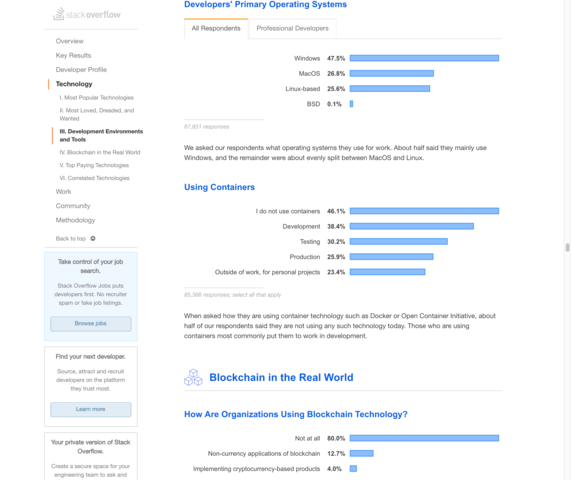 Developers' Primary Operating Systems
All Respondents
Professional Developers
Windows 47.5%
MacOS 26.8%
Linux-based 25.6%
BSD 0.1%
87,851 responses
We asked our respondents what operating systems they use for work. About half said they mainly use
Windows, and the remainder were about evenly split between MacOS and Linux.
Using Containers
I do not use containers 46.1%
Development 38.4%
Testing 30.2%
Production 25.9%
Outside of work, for personal projects 23.4%
85,366 responses; select all that apply
When asked how they are using container technology such as Docker or Open Container Initiative, about
half of our respondents said they are not using any such technology today. Those who are using
containers most commonly put them to work in development.
Blockchain in the Real World
How Are Organizations Using Blockchain Technology?
Not at all 80.0%
Non-currency applications of blockchain 12.7%
Implementing cryptocurrency-based products 4.0%
stackoverflow
Overview
Key Results
Developer Profile
Technology
I. Most Popular Technologies
II. Most Loved, Dreaded, and
Wanted
III. Development Environments
and Tools
IV. Blockchain in the Real World
V. Top Paying Technologies
VI. Correlated Technologies
Work
Community
Methodology
Back to top
Take control of your job
search.
Stack Overflow Jobs puts
developers first. No recruiter
spam or fake job listings.
Browse jobs
Find your next developer.
Source, attract and recruit
developers on the platform
they trust most.
Learn more
Your private version of Stack
Overflow.
Create a secure space for your
engineering team to ask and